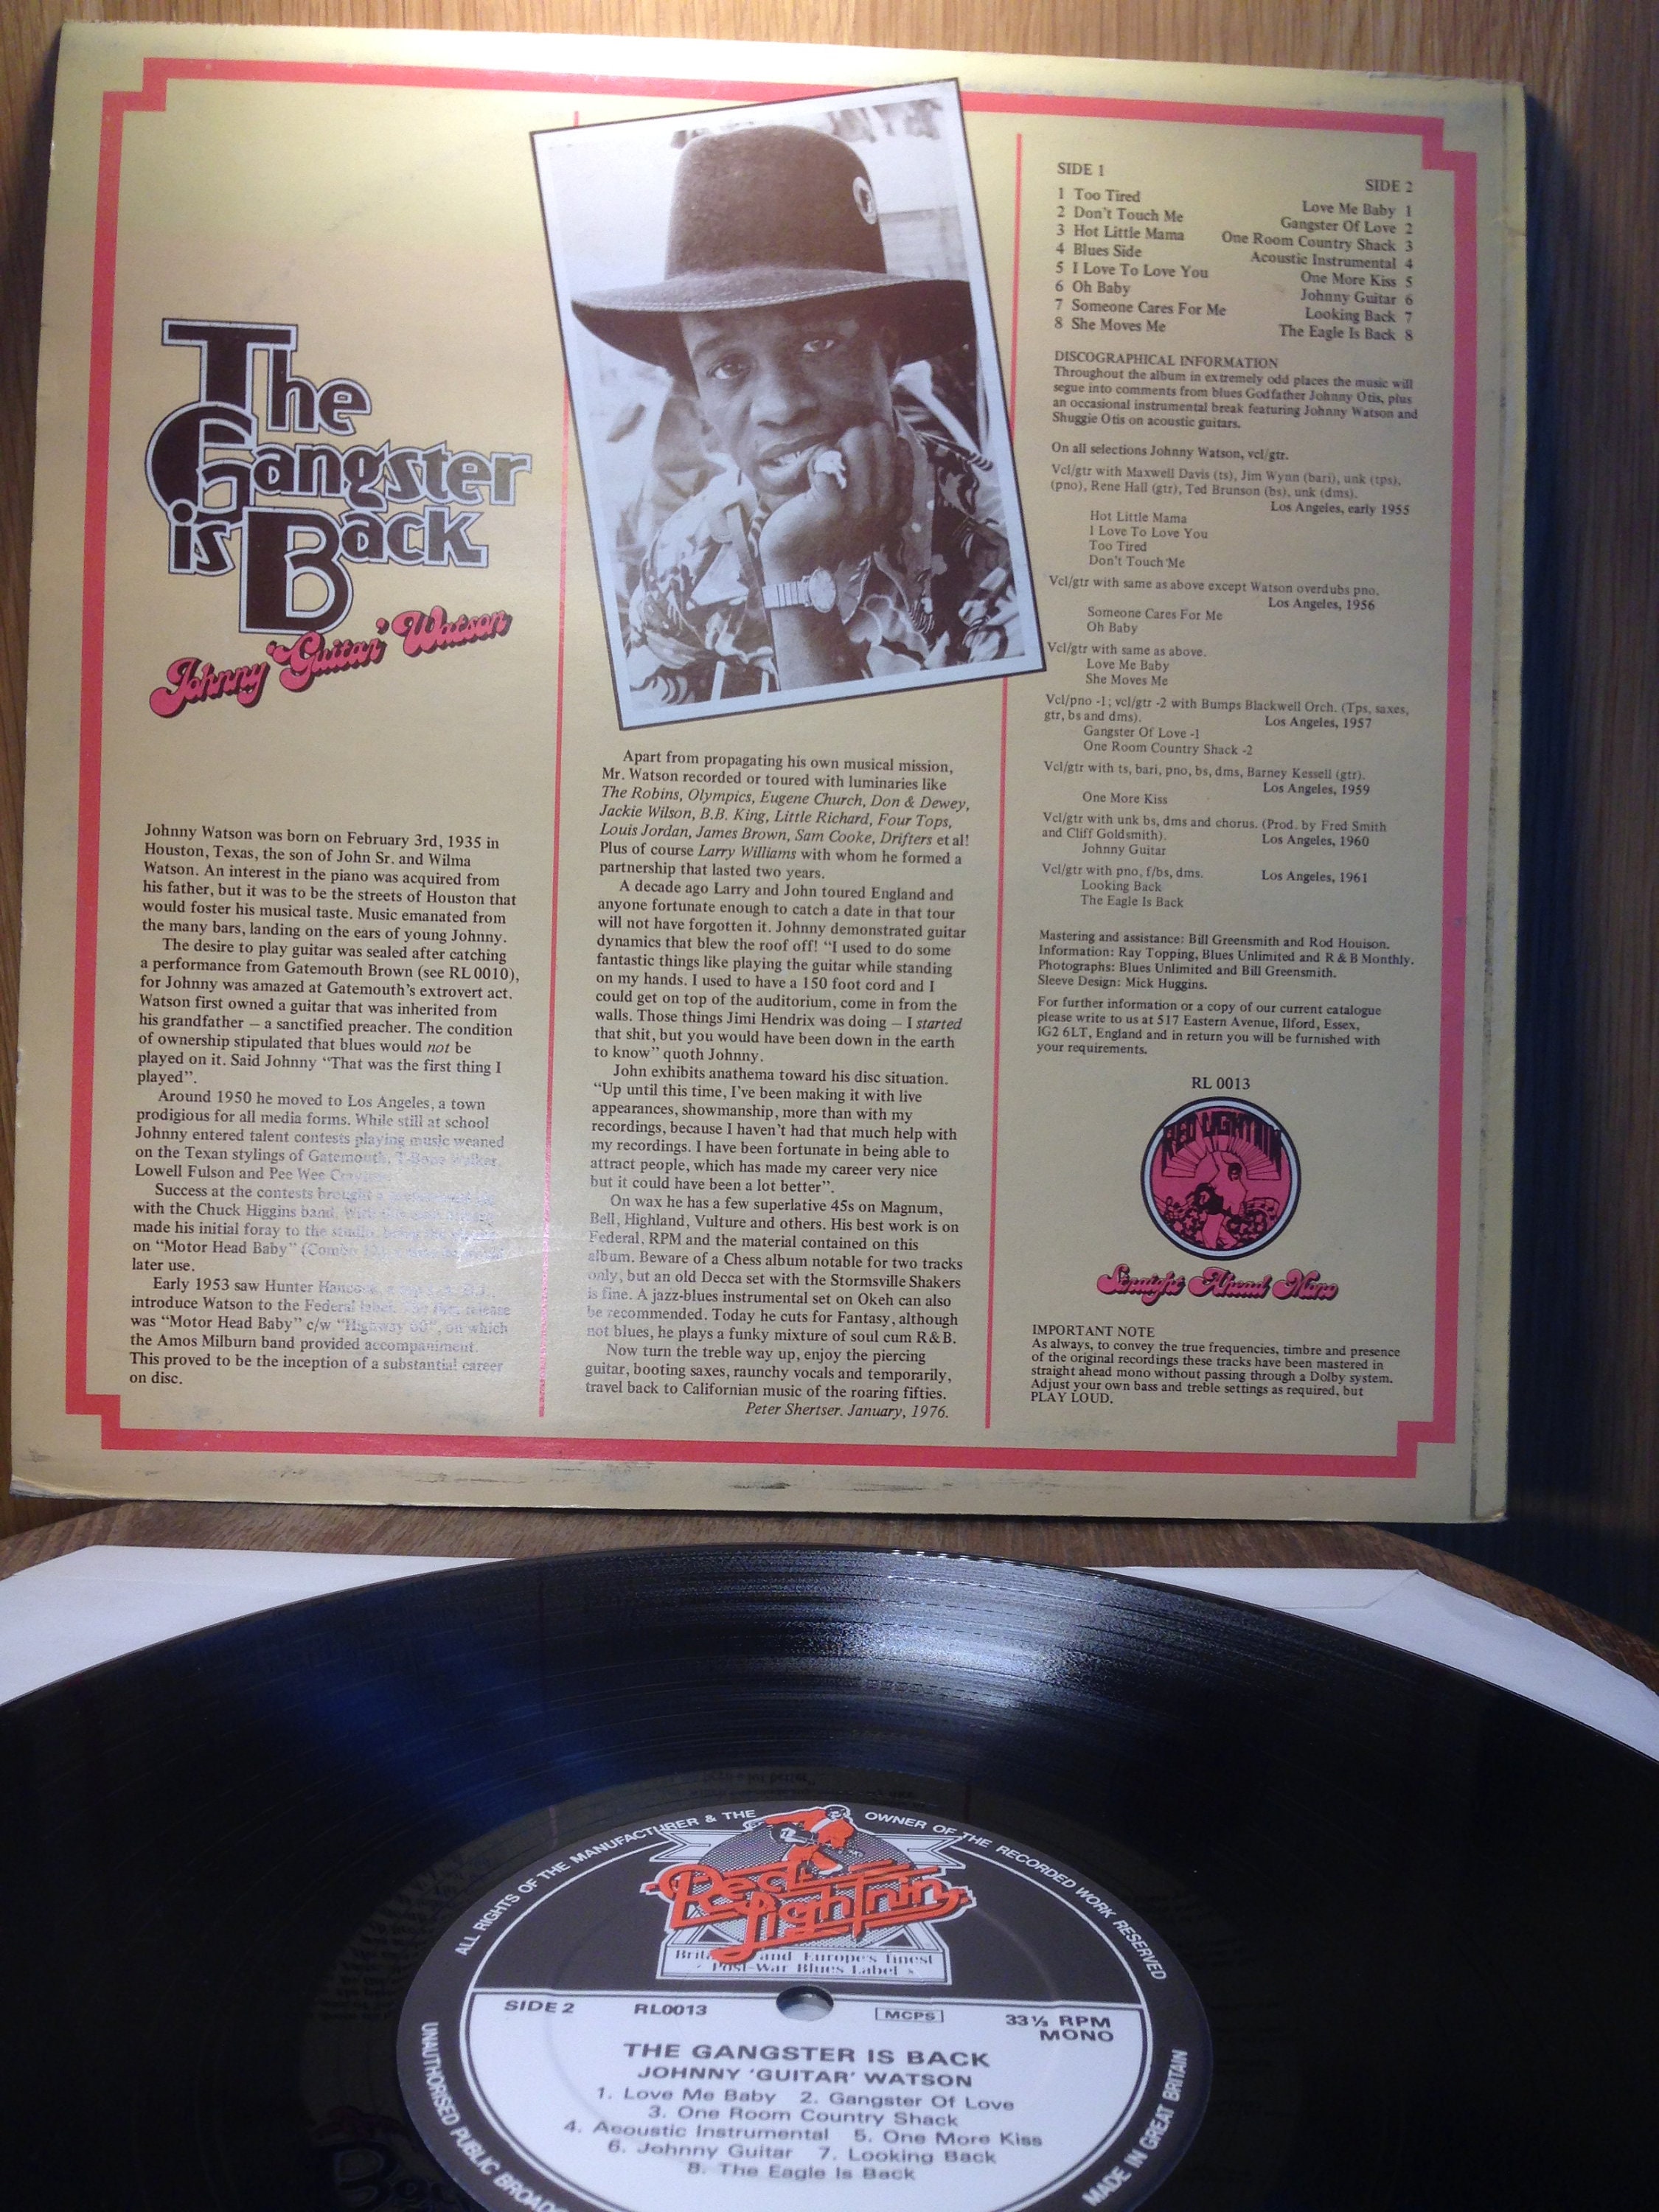 The
Gangster
is Back
Johnny 'Guitar' Watson
Johnny Watson was born on February 3rd, 1935 in
Houston, Texas, the son of John Sr. and Wilma
Watson. An interest in the piano was acquired from
his father, but it was to be the streets of Houston that
would foster his musical taste. Music emanated from
the many bars, landing on the ears of young Johnny.
The desire to play guitar was sealed after catching
a performance from Gatemouth Brown (see RL 0010),
for Johnny was amazed at Gatemouth's extrovert act.
Watson first owned a guitar that was inherited from
his grandfather – a sanctified preacher. The condition
of ownership stipulated that blues would not be
played on it. Said Johnny "That was the first thing I
played".
Around 1950 he moved to Los Angeles, a town
prodigious for all media forms. While still at school
Johnny entered talent contests playing music weaned
on the Texan stylings of Gatemouth, T-Bone Walker,
Lowell Fulson and Pee Wee
Success at the contests brought a
with the Chuck Higgins band.
made his initial foray to the studio
on "Motor Head Baby" (Combo
later use.
Early 1953 saw Hunter Hancock,
introduce Watson to the Federal label. release
was "Motor Head Baby" c/w "Highway 60", on which
the Amos Milburn band provided accompaniment.
This proved to be the inception of a substantial career
on disc.
Apart from propagating his own musical mission,
Mr. Watson recorded or toured with luminaries like
The Robins, Olympics, Eugene Church, Don & Dewey,
Jackie Wilson, B.B. King, Little Richard, Four Tops,
Louis Jordan, James Brown, Sam Cooke, Drifters et al!
Plus of course Larry Williams with whom he formed a
partnership that lasted two years.
A decade ago Larry and John toured England and
anyone fortunate enough to catch a date in that tour
will not have forgotten it. Johnny demonstrated guitar
dynamics that blew the roof off! "I used to do some
fantastic things like playing the guitar while standing
on my hands. I used to have a 150 foot cord and I
could get on top of the auditorium, come in from the
walls. Those things Jimi Hendrix was doing – I started
that shit, but you would have been down in the earth
to know" quoth Johnny.
John exhibits anathema toward his disc situation.
"Up until this time, I've been making it with live
appearances, showmanship, more than with my
recordings, because I haven't had that much help with
my recordings. I have been fortunate in being able to
attract people, which has made my career very nice
but it could have been a lot better".
On wax he has a few superlative 45s on Magnum,
Bell, Highland, Vulture and others. His best work is on
Federal, RPM and the material contained on this
album. Beware of a Chess album notable for two tracks
only, but an old Decca set with the Stormsville Shakers
is fine. A jazz-blues instrumental set on Okeh can also
be recommended. Today he cuts for Fantasy, although
not blues, he plays a funky mixture of soul cum R&B.
Now turn the treble way up, enjoy the piercing
guitar, booting saxes, raunchy vocals and temporarily,
travel back to Californian music of the roaring fifties.
Peter Shertser. January, 1976.
SIDE 1
1 Too Tired
2 Don't Touch Me
3 Hot Little Mama
4 Blues Side
5 I Love To Love You
6 Oh Baby
7 Someone Cares For Me
8 She Moves Me
SIDE 2
Love Me Baby 1
Gangster Of Love 2
One Room Country Shack 3
Acoustic Instrumental 4
One More Kiss 5
Johnny Guitar 6
Looking Back 7
The Eagle Is Back 8
DISCOGRAPHICAL INFORMATION
Throughout the album in extremely odd places the music will
segue into comments from blues Godfather Johnny Otis, plus
an occasional instrumental break featuring Johnny Watson and
Shuggie Otis on acoustic guitars.
On all selections Johnny Watson, vcl/gtr.
Vcl/gtr with Maxwell Davis (ts), Jim Wynn (bari), unk (tps),
(pno), Rene Hall (gtr), Ted Brunson (bs), unk (dms).
Los Angeles, early 1955
Hot Little Mama
I Love To Love You
Too Tired
Don't Touch Me
Vcl/gtr with same as above except Watson overdubs pno.
Los Angeles, 1956
Someone Cares For Me
Oh Baby
Vcl/gtr with same as above.
Love Me Baby
She Moves Me
Vcl/pno -1; vcl/gtr -2 with Bumps Blackwell Orch. (Tps, saxes,
gtr, bs and dms). Los Angeles, 1957
Gangster Of Love -1
One Room Country Shack -2
Vcl/gtr with ts, bari, pno, bs, dms, Barney Kessell (gtr).
Los Angeles, 1959
One More Kiss
Vcl/gtr with unk bs, dms and chorus. (Prod. by Fred Smith
and Cliff Goldsmith). Los Angeles, 1960
Johnny Guitar
Vcl/gtr with pno, f/bs, dms. Los Angeles, 1961
Looking Back
The Eagle Is Back
Mastering and assistance: Bill Greensmith and Rod Houison.
Information: Ray Topping, Blues Unlimited and R & B Monthly.
Photographs: Blues Unlimited and Bill Greensmith.
Sleeve Design: Mick Huggins.
For further information or a copy of our current catalogue
please write to us at 517 Eastern Avenue, Ilford, Essex,
IG2 6LT, England and in return you will be furnished with
your requirements.
RL 0013
RED LIGHTNIN
Straight Ahead Mono
IMPORTANT NOTE
As always, to convey the true frequencies, timbre and presence
of the original recordings these tracks have been mastered in
straight ahead mono without passing through a Dolby system.
Adjust your own bass and treble settings as required, but
PLAY LOUD.
ALL RIGHTS OF THE MANUFACTURER & THE OWNER OF THE RECORDED WORK RESERVED
Red Lightnin
and Europe's finest
Post-War Blues Label
SIDE 2 RL0013 MCPS 33⅓ RPM
MONO
THE GANGSTER IS BACK
JOHNNY 'GUITAR' WATSON
1. Love Me Baby 2. Gangster Of Love
3. One Room Country Shack
4. Acoustic Instrumental 5. One More Kiss
6. Johnny Guitar 7. Looking Back
8. The Eagle Is Back
UNAUTHORISED PUBLIC
MADE IN GREAT BRITAIN